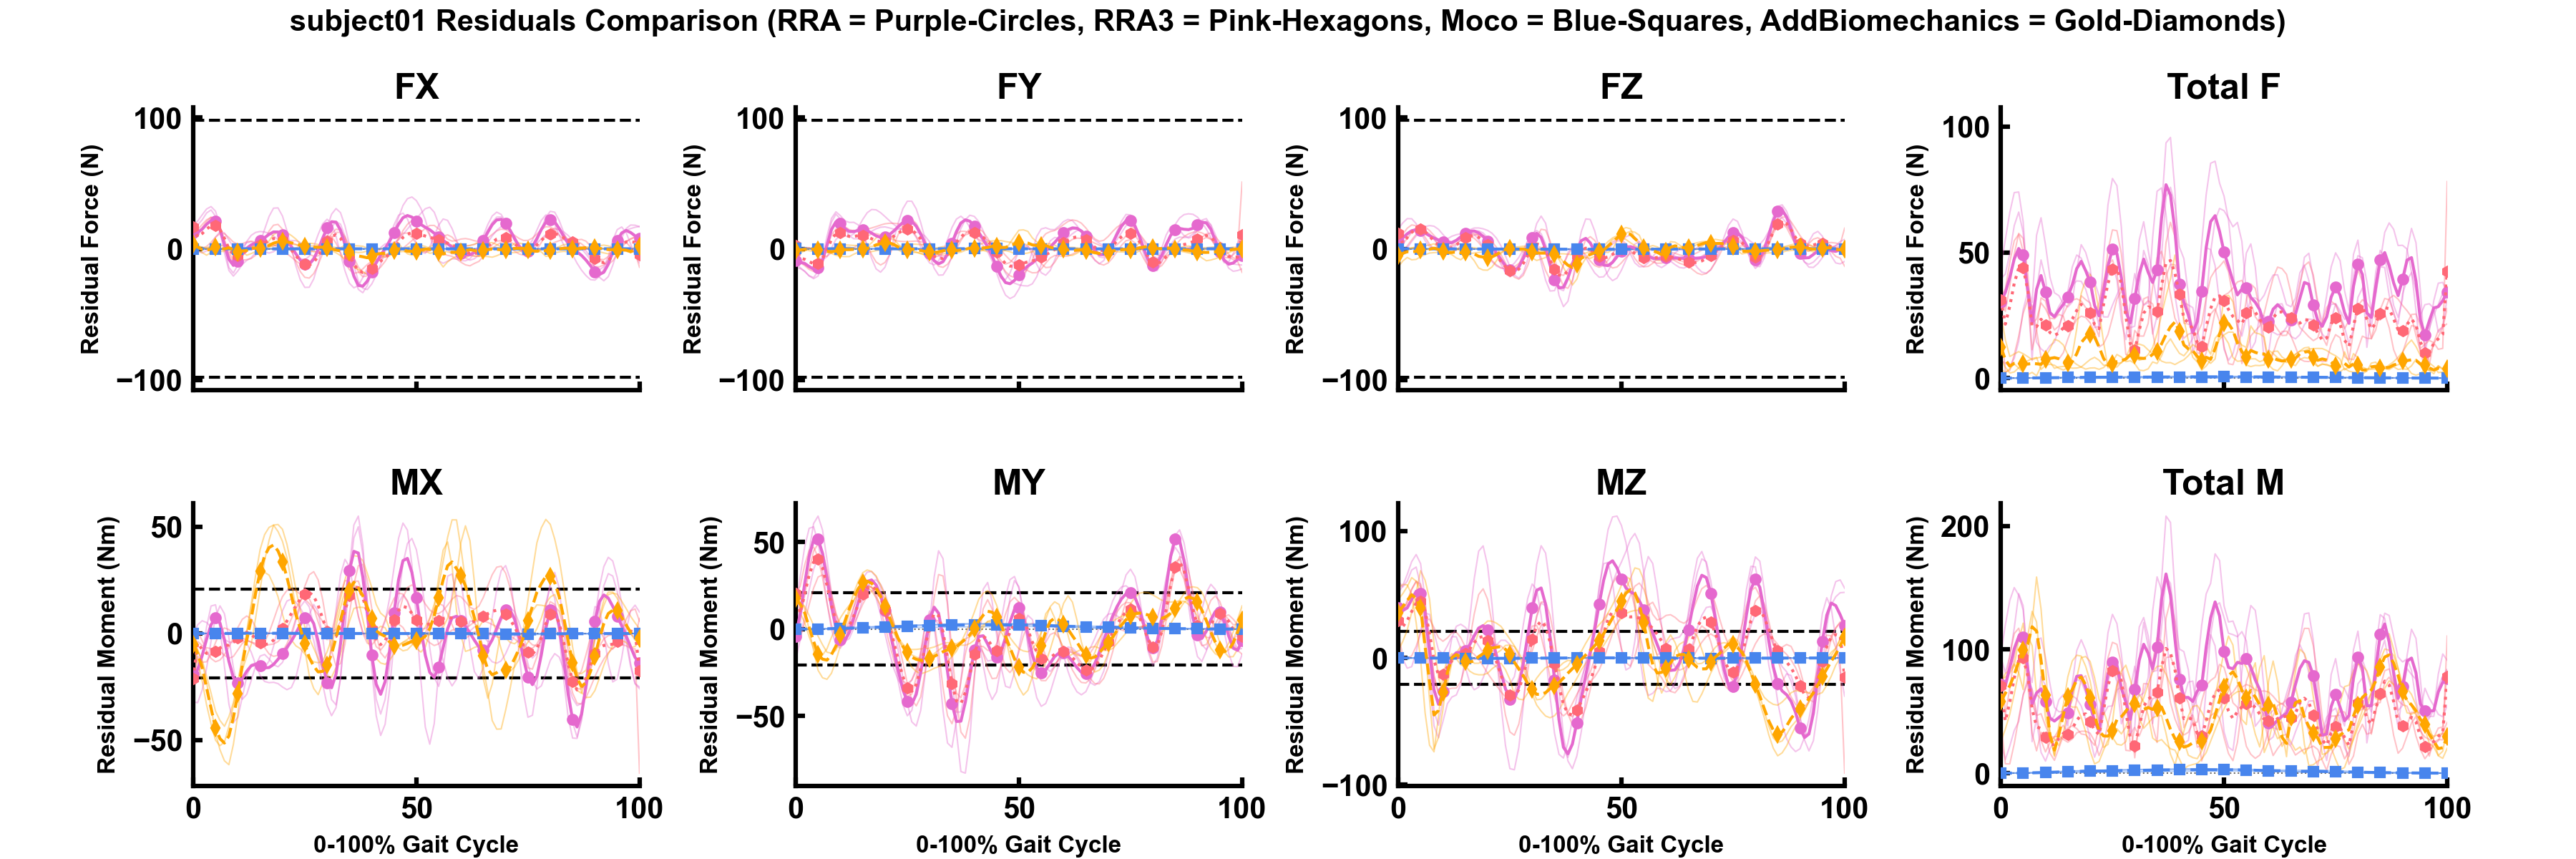 subject01 Residuals Comparison (RRA = Purple-Circles, RRA3 = Pink-Hexagons, Moco = Blue-Squares, AddBiomechanics = Gold-Diamonds)
FX
FY
FZ
Total F
Residual Force (N)
100
0
−100
Residual Force (N)
100
0
−100
Residual Force (N)
100
0
−100
Residual Force (N)
100
50
0
MX
MY
MZ
Total M
Residual Moment (Nm)
50
0
−50
Residual Moment (Nm)
50
0
−50
Residual Moment (Nm)
100
0
−100
Residual Moment (Nm)
200
100
0
0 50 100
0 50 100
0 50 100
0 50 100
0-100% Gait Cycle
0-100% Gait Cycle
0-100% Gait Cycle
0-100% Gait Cycle